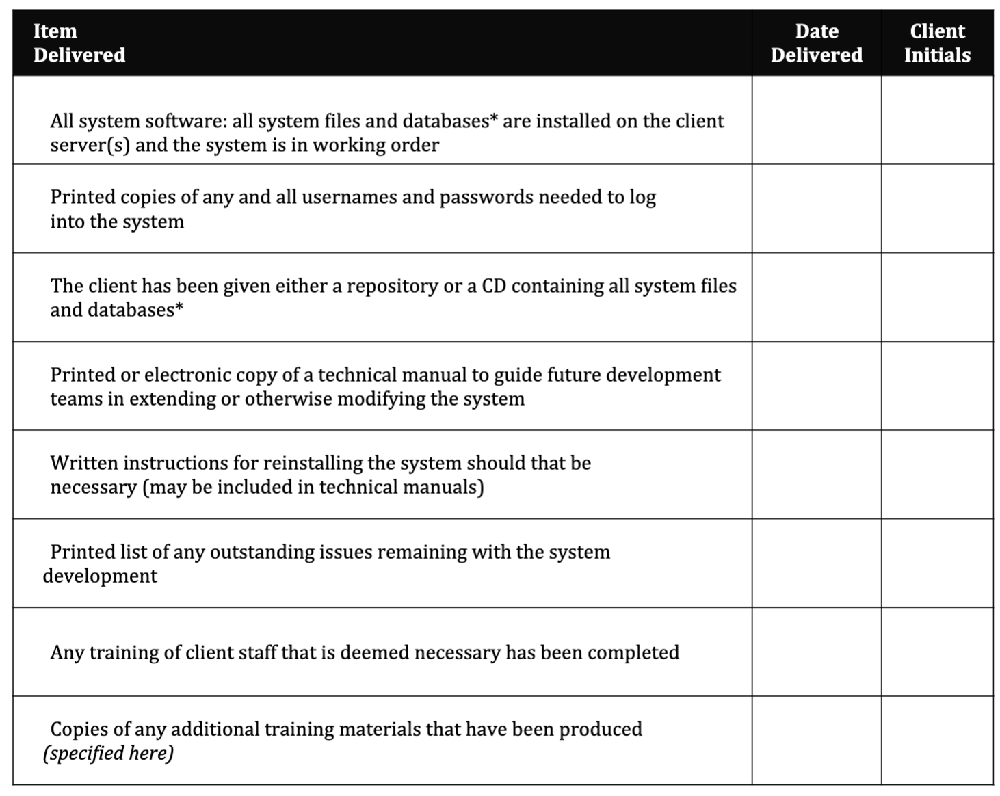 Item
Delivered
Date
Delivered
Client
Initials
All system software: all system files and databases* are installed on the client
server(s) and the system is in working order
Printed copies of any and all usernames and passwords needed to log
into the system
The client has been given either a repository or a CD containing all system files
and databases*
Printed or electronic copy of a technical manual to guide future development
teams in extending or otherwise modifying the system
Written instructions for reinstalling the system should that be
necessary (may be included in technical manuals)
Printed list of any outstanding issues remaining with the system
development
Any training of client staff that is deemed necessary has been completed
Copies of any additional training materials that have been produced
(specified here)